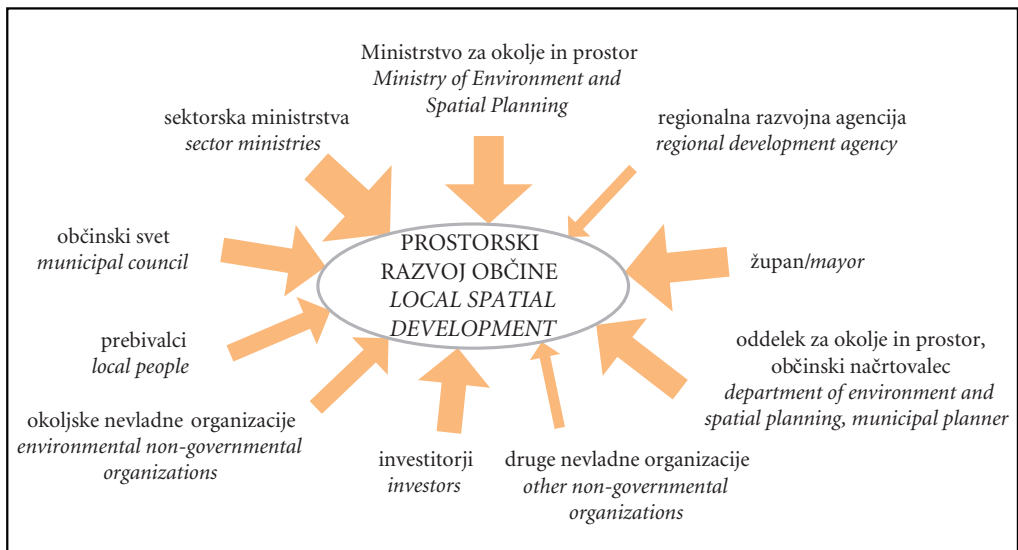 Ministrstvo za okolje in prostor
Ministry of Environment and
Spatial Planning
sektorska ministrstva
sector ministries
regionalna razvojna agencija
regional development agency
občinski svet
municipal council
PROSTORSKI
RAZVOJ OBČINE
LOCAL SPATIAL
DEVELOPMENT
župan/mayor
prebivalci
local people
oddelek za okolje in prostor,
občinski načrtovalec
department of environment and
spatial planning, municipal planner
okoljske nevladne organizacije
environmental non-governmental
organizations
investitorji
investors
druge nevladne organizacije
other non-governmental
organizations